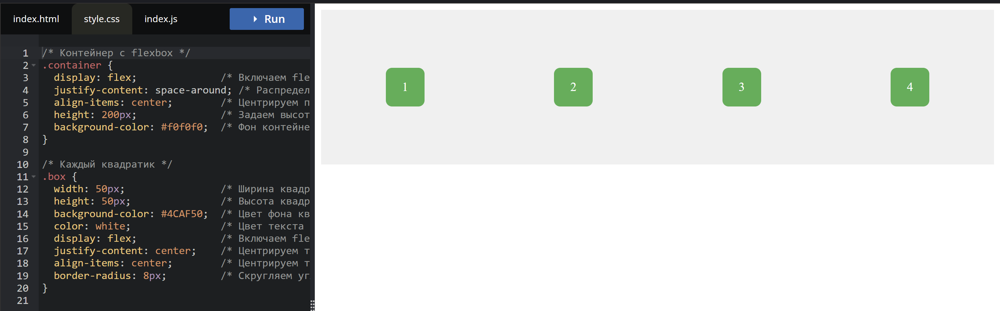 index.html style.css index.js Run
1 /* Контейнер с flexbox */
2 .container {
3 display: flex; /* Включаем fle
4 justify-content: space-around; /* Распредел
5 align-items: center; /* Центрируем п
6 height: 200px; /* Задаем высот
7 background-color: #f0f0f0; /* Фон контейне
8 }
9
10 /* Каждый квадратик */
11 .box {
12 width: 50px; /* Ширина квадр
13 height: 50px; /* Высота квадр
14 background-color: #4CAF50; /* Цвет фона кв
15 color: white; /* Цвет текста
16 display: flex; /* Включаем fle
17 justify-content: center; /* Центрируем т
18 align-items: center; /* Центрируем т
19 border-radius: 8px; /* Скругляем уг
20 }
21
1 2 3 4